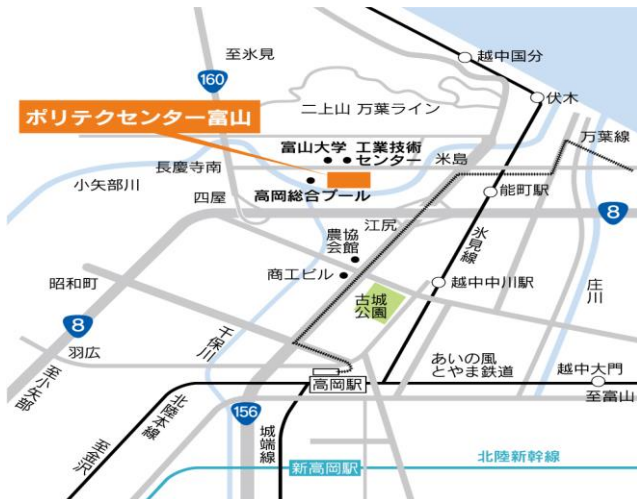 越中国分
至氷見
160
伏木
二上山 万葉ライン
ポリテクセンター富山
万葉線
富山大学 工業技術
センター
米島
長慶寺南
小矢部川
高岡総合プール
能町駅
四屋
8
江尻
農協
会館
氷見線
庄川
商工ビル
昭和町
越中中川駅
古城
公園
8
千保川
羽広
あいの風
とやま鉄道
越中大門
高岡駅
至富山
至小矢部
北陸本線
156
城端線
至金沢
新高岡駅
北陸新幹線